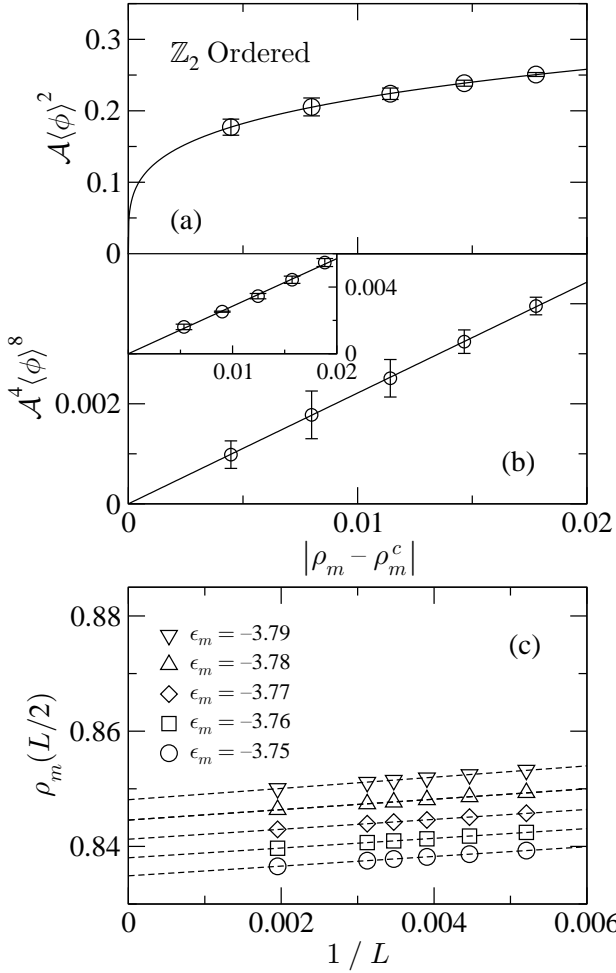 0.3
ℤ₂ Ordered
0.2
𝒜⟨ϕ⟩²
0.1
(a)
0
0.004
0
0.01
0.02
𝒜⁴⟨ϕ⟩⁸
0.002
(b)
0
0
0.01
0.02
|ρₘ – ρₘᶜ|
0.88
(c)
ϵₘ = –3.79
ϵₘ = –3.78
ϵₘ = –3.77
ϵₘ = –3.76
ϵₘ = –3.75
0.86
ρₘ(L/2)
0.84
0
0.002
0.004
0.006
1 / L